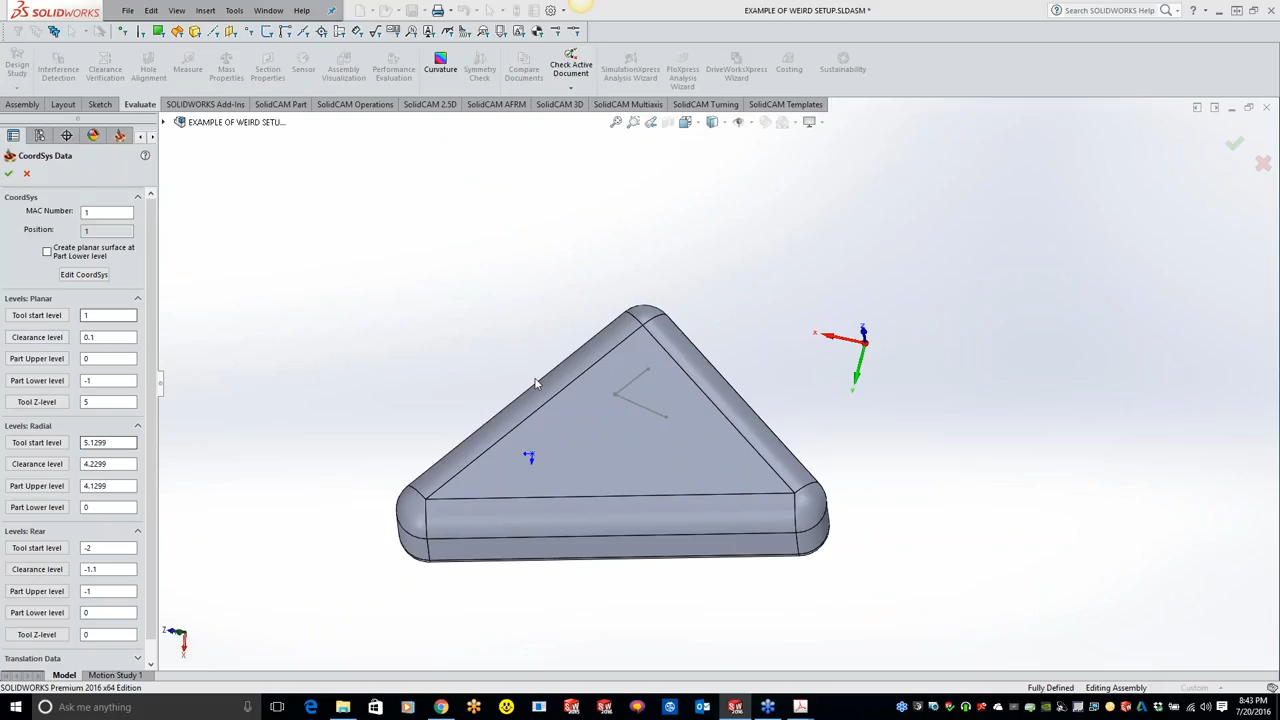 SOLIDWORKS
File Edit View Insert Tools Window Help
EXAMPLE OF WEIRD SETUP.SLDASM *
Search SOLIDWORKS Help
Design Study
Interference Detection
Clearance Verification
Hole Alignment
Measure
Mass Properties
Section Properties
Sensor
Assembly Visualization
Performance Evaluation
Curvature
Symmetry Check
Compare Documents
Check Active Document
SimulationXpress Analysis Wizard
FloXpress Analysis Wizard
DriveWorksXpress Wizard
Costing
Sustainability
Assembly Layout Sketch Evaluate SOLIDWORKS Add-Ins SolidCAM Part SolidCAM Operations SolidCAM 2.5D SolidCAM AFRM SolidCAM 3D SolidCAM Multiaxis SolidCAM Turning SolidCAM Templates
EXAMPLE OF WEIRD SETU...
CoordSys Data
CoordSys
MAC Number: 1
Position: 1
Create planar surface at
Part Lower level
Edit CoordSys
Levels: Planar
Tool start level 1
Clearance level 0.1
Part Upper level 0
Part Lower level -1
Tool Z-level 5
Levels: Radial
Tool start level 5.1299
Clearance level 4.2299
Part Upper level 4.1299
Part Lower level 0
Levels: Rear
Tool start level -2
Clearance level -1.1
Part Upper level -1
Part Lower level 0
Tool Z-level 0
Translation Data
x
z
Y
Z
X
Model Motion Study 1
SOLIDWORKS Premium 2016 x64 Edition
Fully Defined Editing Assembly Custom
Ask me anything
8:43 PM
7/20/2016